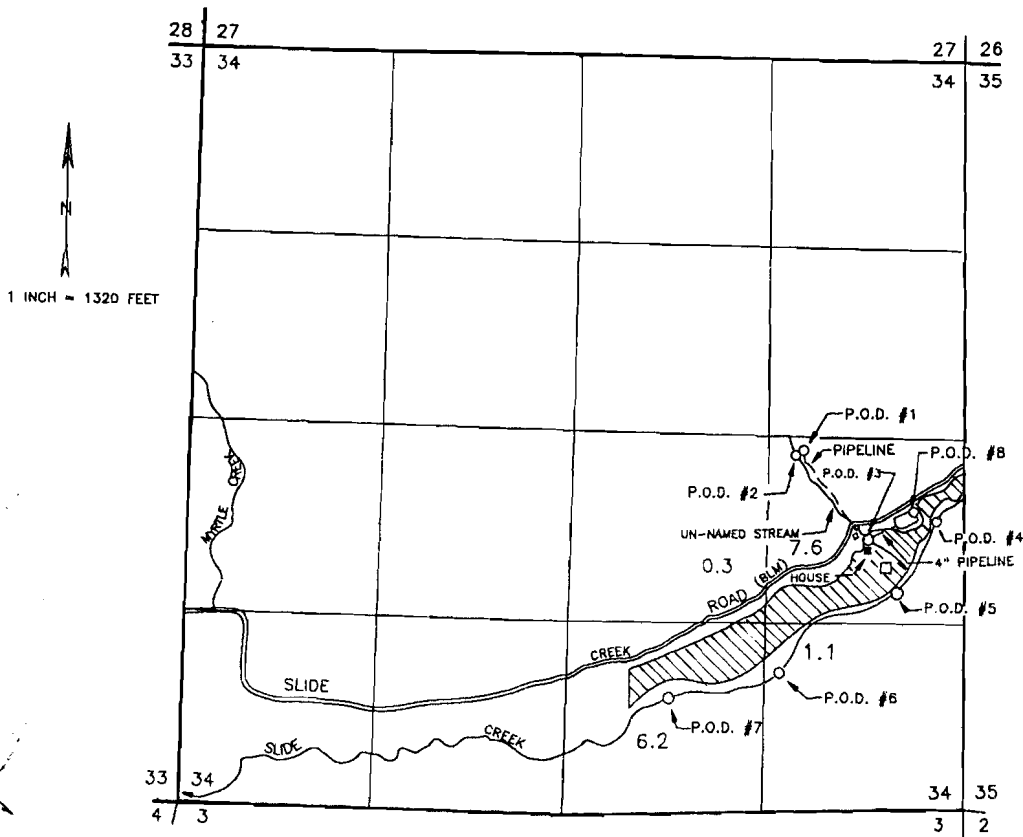 28 27
27 26
33 34
34 35
N
1 INCH = 1320 FEET
P.O.D. #1
PIPELINE
P.O.D. #8
P.O.D. #3
P.O.D. #2
UN-NAMED STREAM
7.6
P.O.D. #4
4" PIPELINE
0.3
HOUSE
MYRTLE CREEK
SLIDE CREEK ROAD (BLM)
P.O.D. #5
1.1
P.O.D. #6
P.O.D. #7
6.2
SLIDE CREEK
33 34
34 35
4 3
3 2